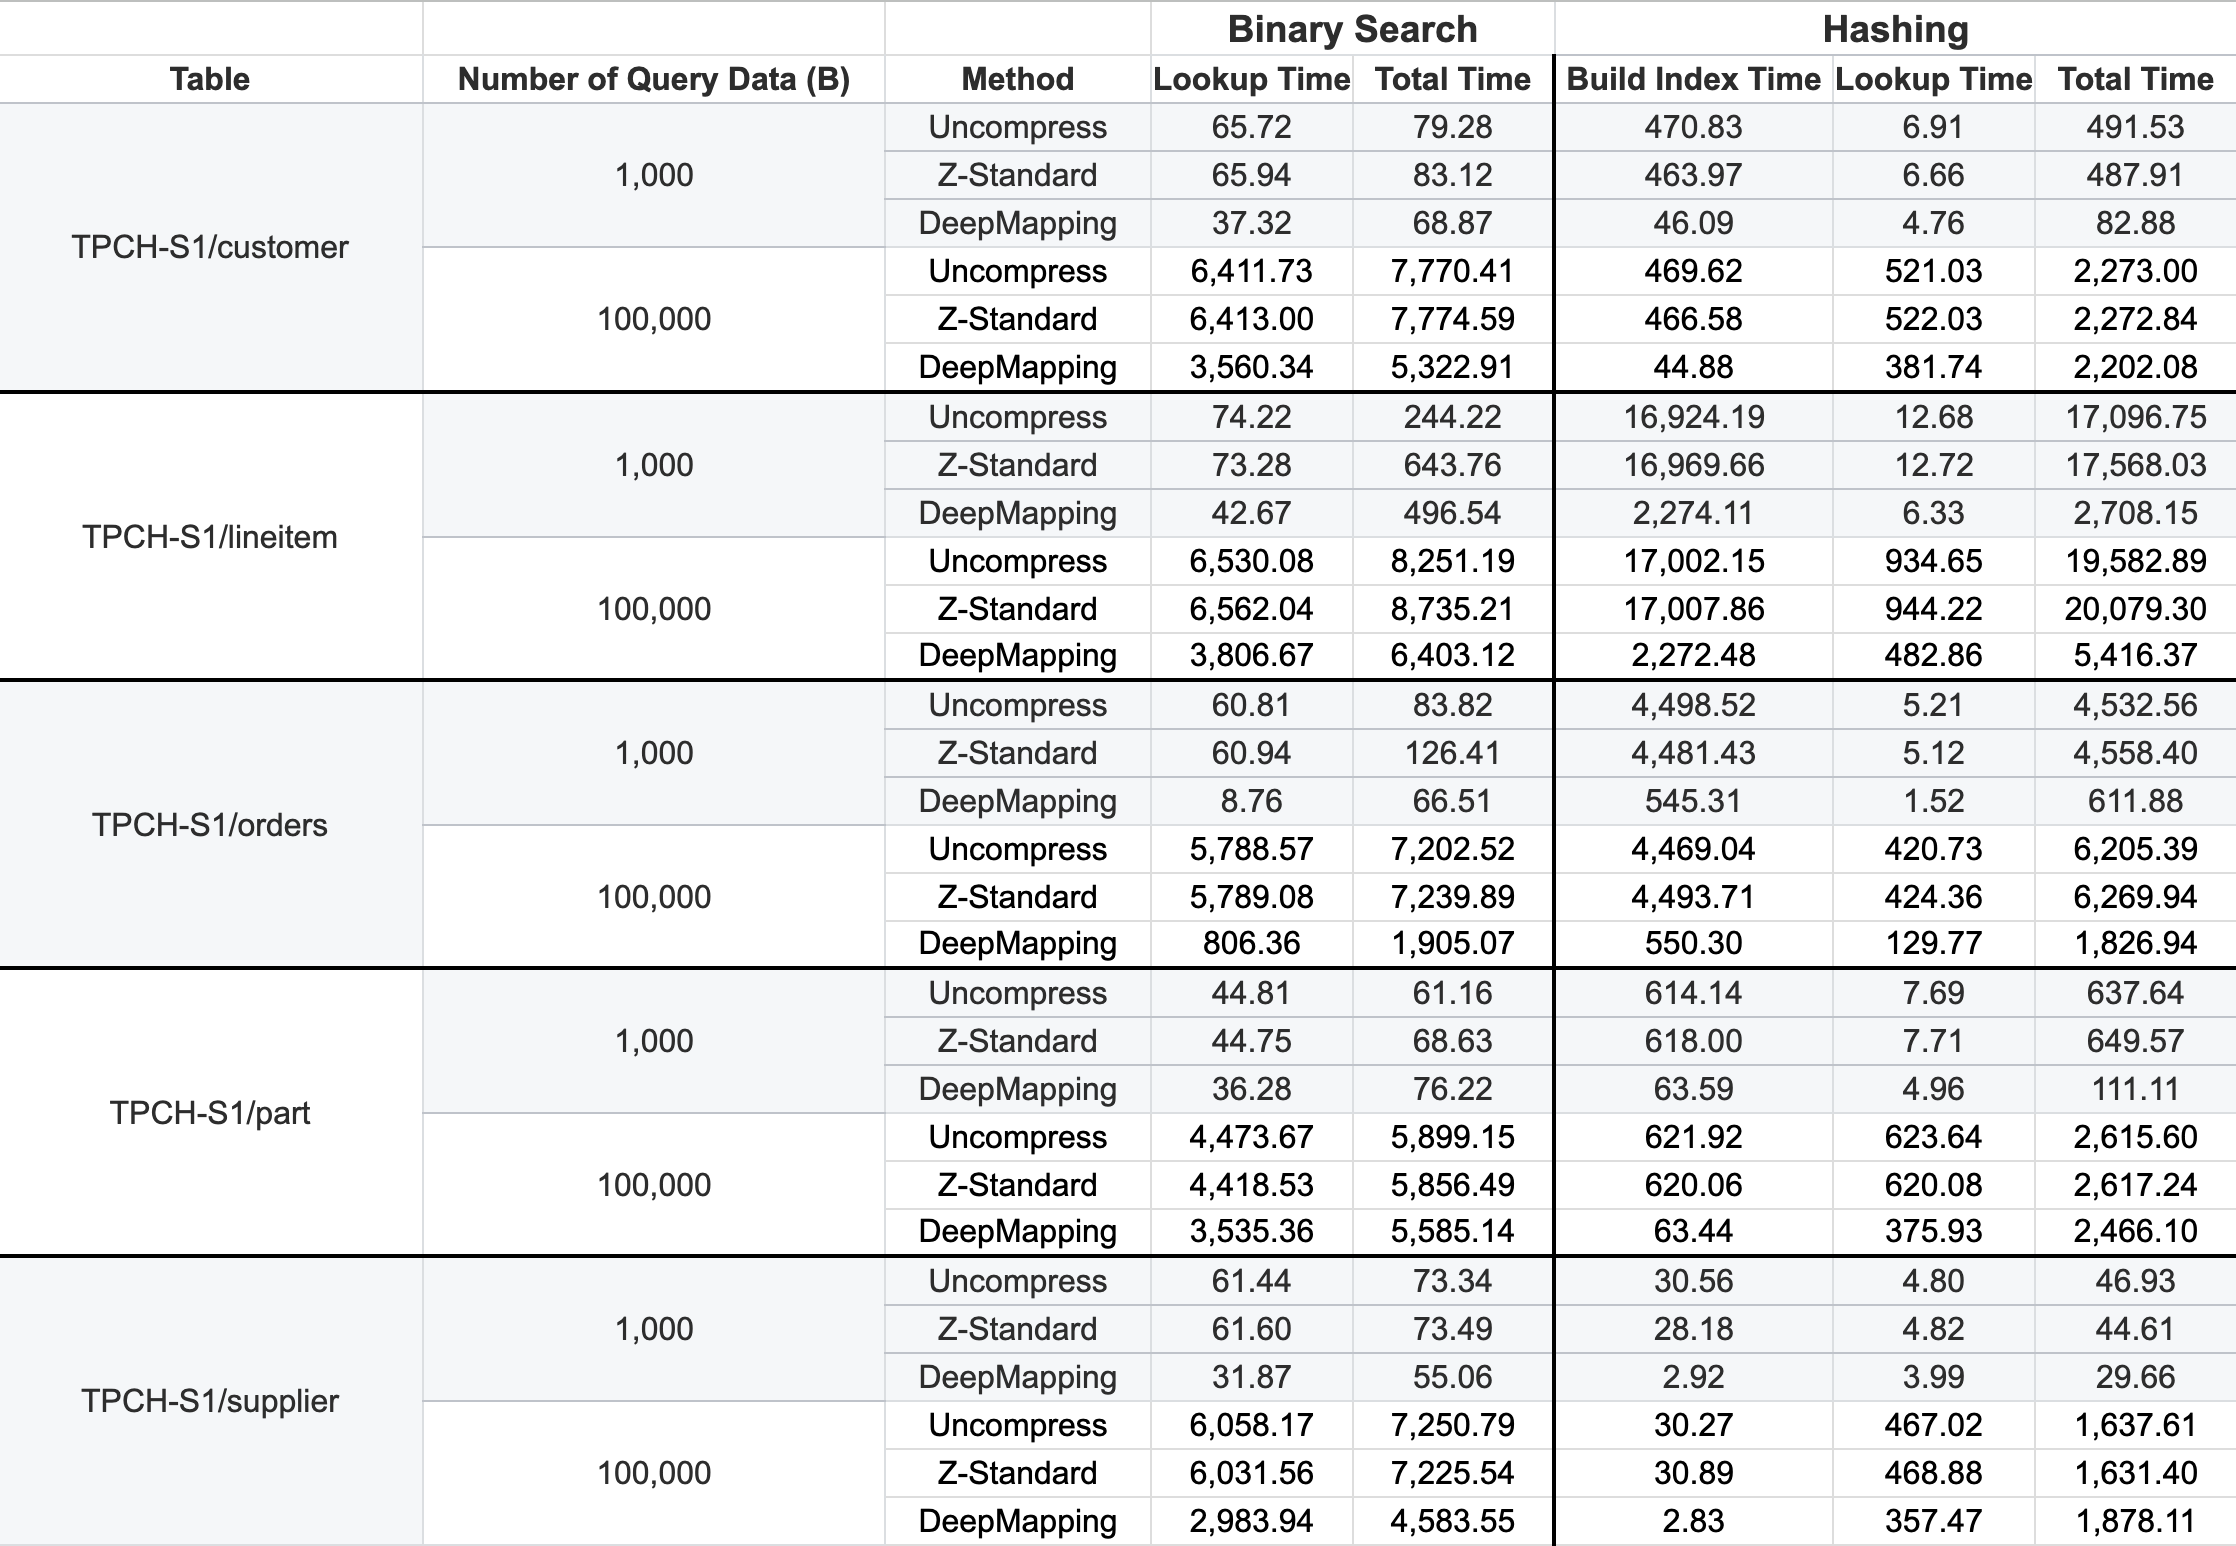 Binary Search Hashing
Table Number of Query Data (B) Method Lookup Time Total Time Build Index Time Lookup Time Total Time
TPCH-S1/customer
1,000
Uncompress 65.72 79.28 470.83 6.91 491.53
Z-Standard 65.94 83.12 463.97 6.66 487.91
DeepMapping 37.32 68.87 46.09 4.76 82.88
100,000
Uncompress 6,411.73 7,770.41 469.62 521.03 2,273.00
Z-Standard 6,413.00 7,774.59 466.58 522.03 2,272.84
DeepMapping 3,560.34 5,322.91 44.88 381.74 2,202.08
TPCH-S1/lineitem
1,000
Uncompress 74.22 244.22 16,924.19 12.68 17,096.75
Z-Standard 73.28 643.76 16,969.66 12.72 17,568.03
DeepMapping 42.67 496.54 2,274.11 6.33 2,708.15
100,000
Uncompress 6,530.08 8,251.19 17,002.15 934.65 19,582.89
Z-Standard 6,562.04 8,735.21 17,007.86 944.22 20,079.30
DeepMapping 3,806.67 6,403.12 2,272.48 482.86 5,416.37
TPCH-S1/orders
1,000
Uncompress 60.81 83.82 4,498.52 5.21 4,532.56
Z-Standard 60.94 126.41 4,481.43 5.12 4,558.40
DeepMapping 8.76 66.51 545.31 1.52 611.88
100,000
Uncompress 5,788.57 7,202.52 4,469.04 420.73 6,205.39
Z-Standard 5,789.08 7,239.89 4,493.71 424.36 6,269.94
DeepMapping 806.36 1,905.07 550.30 129.77 1,826.94
TPCH-S1/part
1,000
Uncompress 44.81 61.16 614.14 7.69 637.64
Z-Standard 44.75 68.63 618.00 7.71 649.57
DeepMapping 36.28 76.22 63.59 4.96 111.11
100,000
Uncompress 4,473.67 5,899.15 621.92 623.64 2,615.60
Z-Standard 4,418.53 5,856.49 620.06 620.08 2,617.24
DeepMapping 3,535.36 5,585.14 63.44 375.93 2,466.10
TPCH-S1/supplier
1,000
Uncompress 61.44 73.34 30.56 4.80 46.93
Z-Standard 61.60 73.49 28.18 4.82 44.61
DeepMapping 31.87 55.06 2.92 3.99 29.66
100,000
Uncompress 6,058.17 7,250.79 30.27 467.02 1,637.61
Z-Standard 6,031.56 7,225.54 30.89 468.88 1,631.40
DeepMapping 2,983.94 4,583.55 2.83 357.47 1,878.11